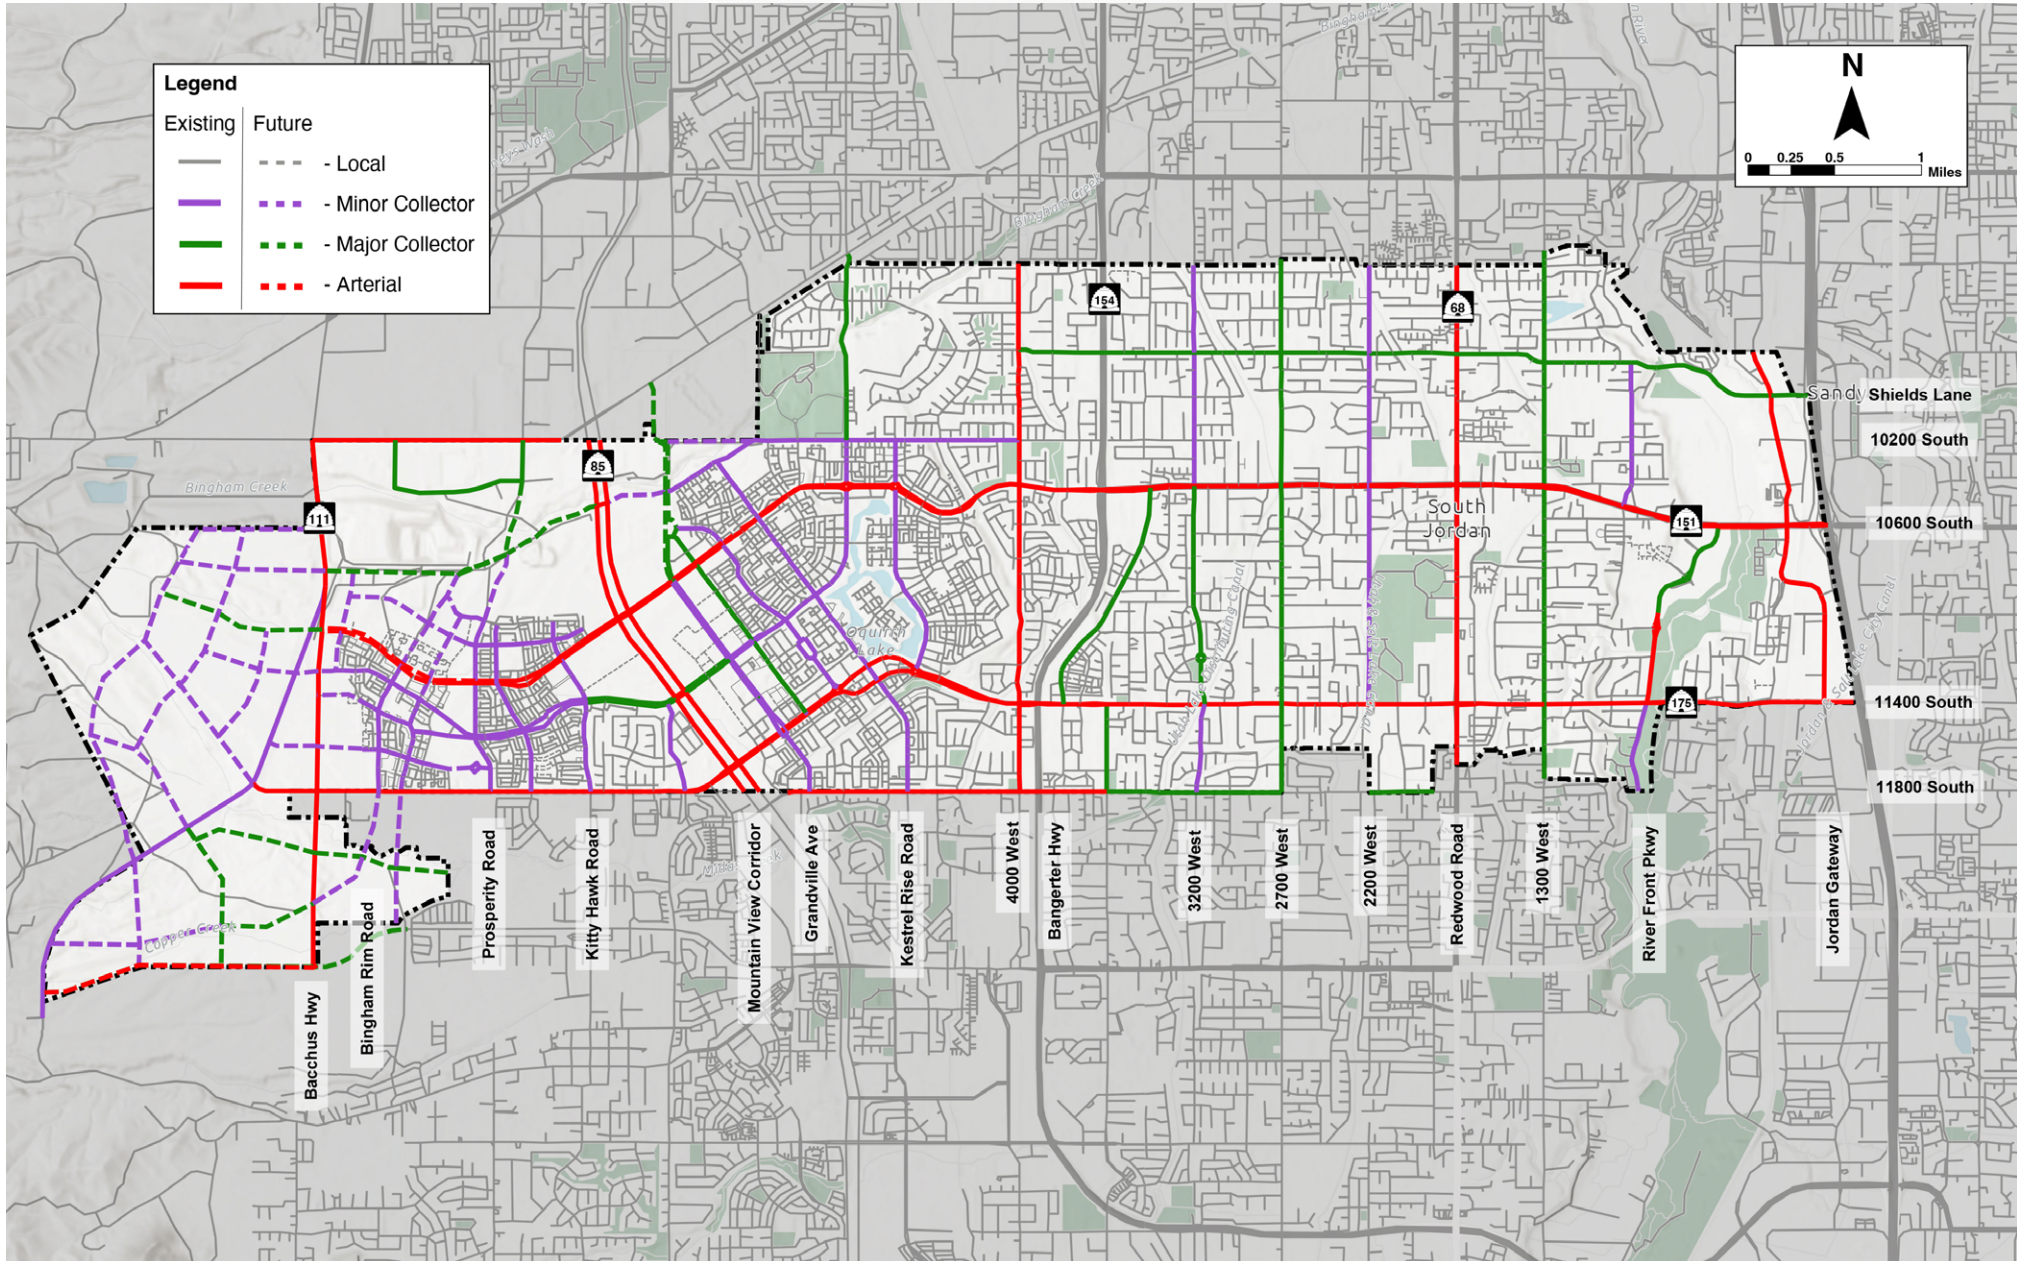 Legend
Existing Future
- Local
- Minor Collector
- Major Collector
- Arterial
N
0 0.25 0.5 1
Miles
Bingham Creek
154
68
Sandy
Shields Lane
10200 South
85
Bingham Creek
111
South
Jordan
151
10600 South
Oquirrh
Lake
175
11400 South
11800 South
Copper Creek
Bacchus Hwy
Bingham Rim Road
Prosperity Road
Kitty Hawk Road
Mountain View Corridor
Grandville Ave
Kestrel Rise Road
4000 West
Bangerter Hwy
3200 West
2700 West
2200 West
Redwood Road
1300 West
River Front Pkwy
Jordan Gateway